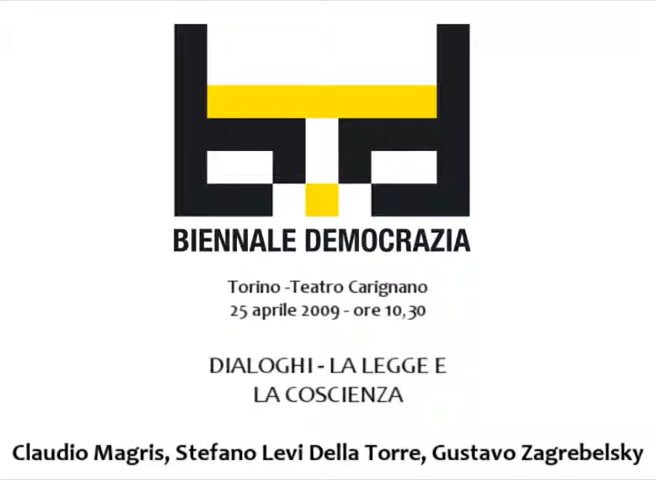 BIENNALE DEMOCRAZIA
Torino -Teatro Carignano
25 aprile 2009 - ore 10,30
DIALOGHI - LA LEGGE E
LA COSCIENZA
Claudio Magris, Stefano Levi Della Torre, Gustavo Zagrebelsky